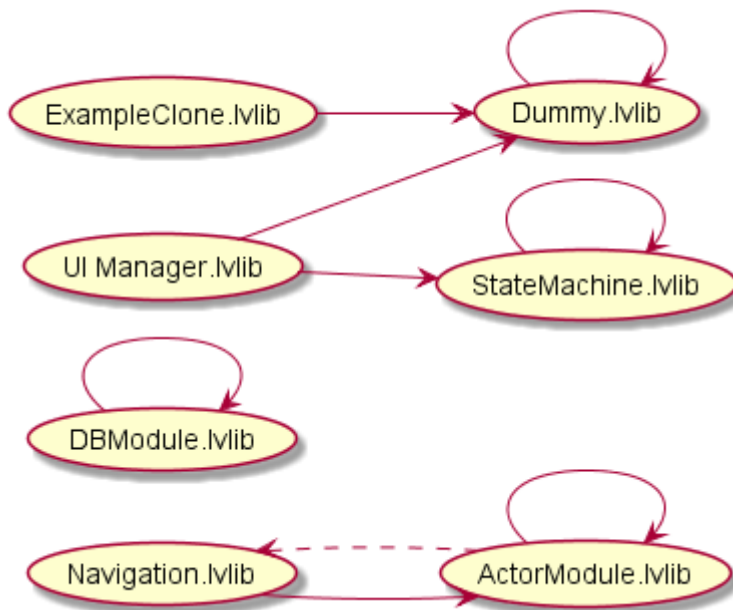 ExampleClone.lvlib
Dummy.lvlib
UI Manager.lvlib
StateMachine.lvlib
DBModule.lvlib
Navigation.lvlib
ActorModule.lvlib